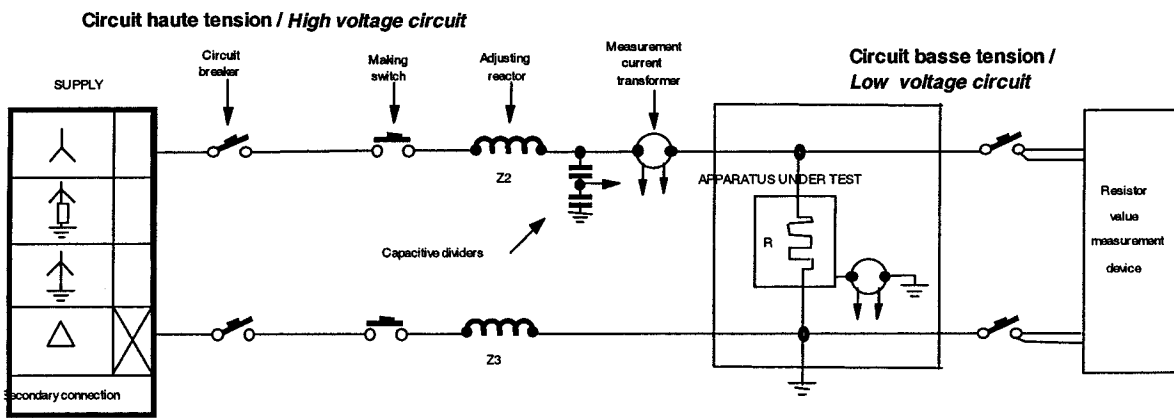 Circuit haute tension / High voltage circuit
Circuit
breaker
Making
switch
Adjusting
reactor
Measurement
current
transformer
Circuit basse tension /
Low voltage circuit
SUPPLY
Z2
APPARATUS UNDER TEST
Capacitive dividers
R
Resistor
value
measurement
device
Z3
Secondary connection